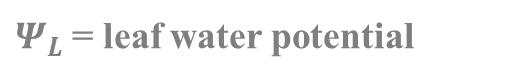 Ψ_L = leaf water potential